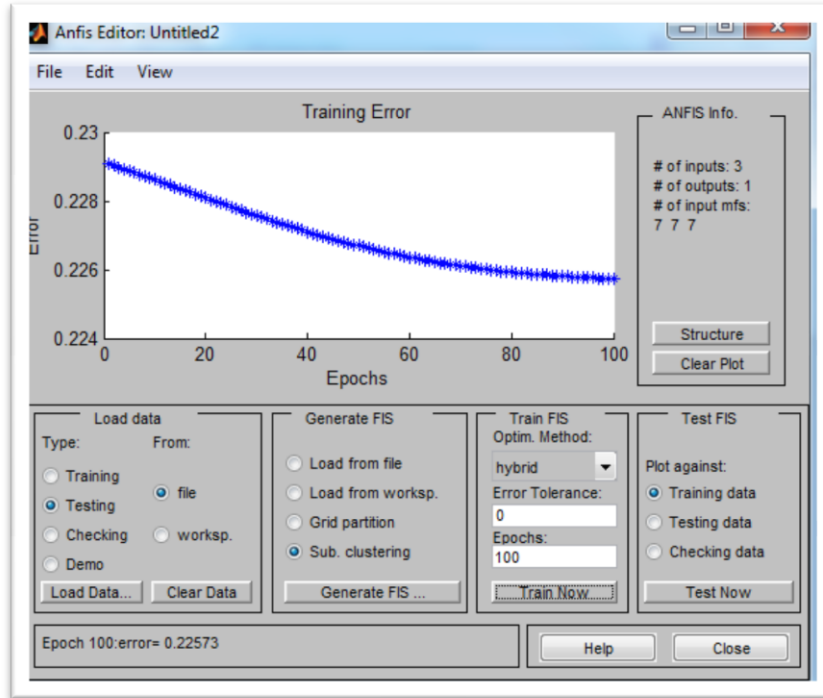 Anfis Editor: Untitled2
File Edit View
Training Error
0.23
0.228
0.226
0.224
Error
0 20 40 60 80 100
Epochs
ANFIS Info.
# of inputs: 3
# of outputs: 1
# of input mfs:
7 7 7
Structure
Clear Plot
Load data
Type: From:
Training
Testing
Checking
Demo
file
worksp.
Load Data... Clear Data
Generate FIS
Load from file
Load from worksp.
Grid partition
Sub. clustering
Generate FIS ...
Train FIS
Optim. Method:
hybrid
Error Tolerance:
0
Epochs:
100
Train Now
Test FIS
Plot against:
Training data
Testing data
Checking data
Test Now
Epoch 100:error= 0.22573
Help Close